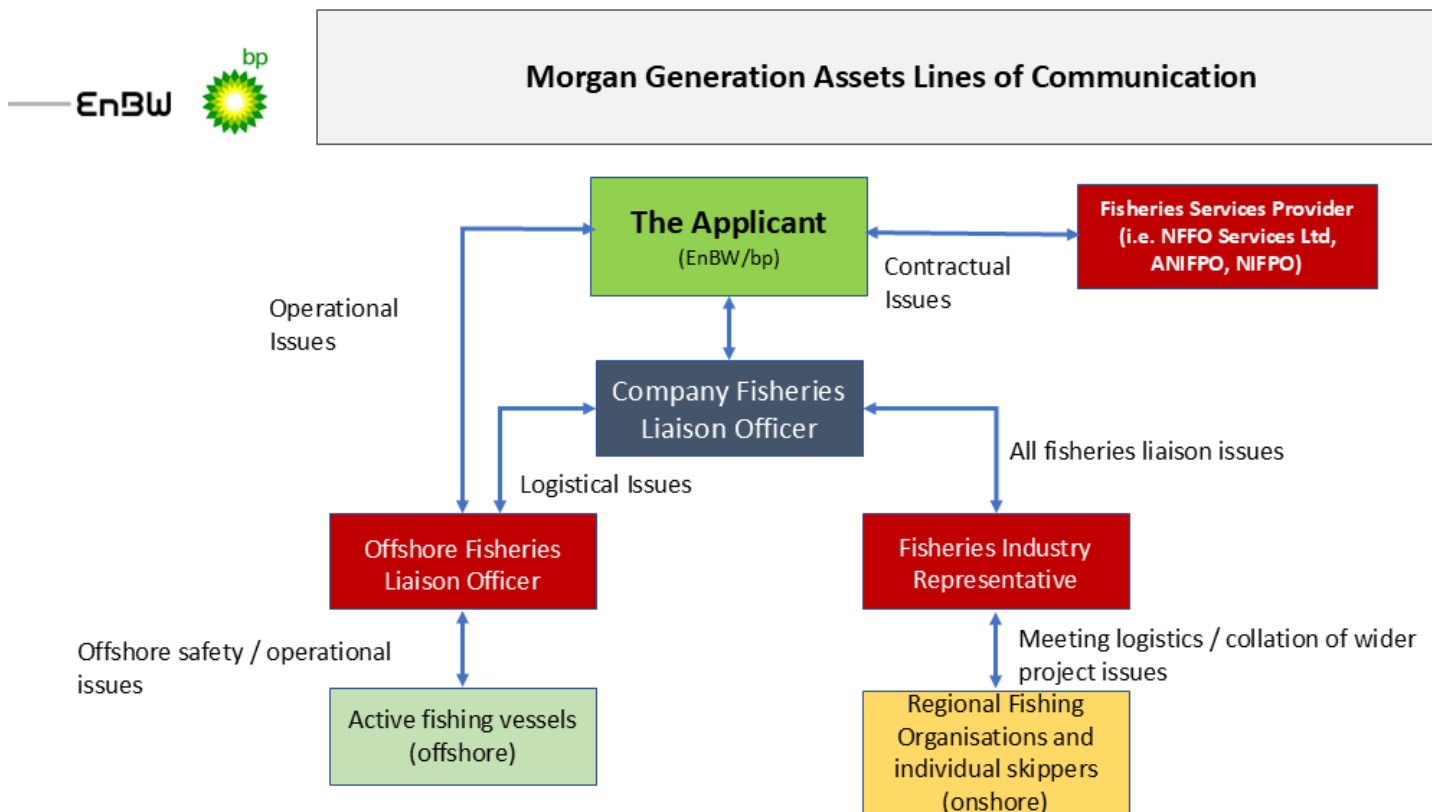 bp
EnBW
Morgan Generation Assets Lines of Communication
The Applicant
(EnBW/bp)
Fisheries Services Provider
(i.e. NFFO Services Ltd,
ANIFPO, NIFPO)
Contractual
Issues
Operational
Issues
Company Fisheries
Liaison Officer
All fisheries liaison issues
Logistical Issues
Offshore Fisheries
Liaison Officer
Fisheries Industry
Representative
Offshore safety / operational
issues
Meeting logistics / collation of wider
project issues
Active fishing vessels
(offshore)
Regional Fishing
Organisations and
individual skippers
(onshore)